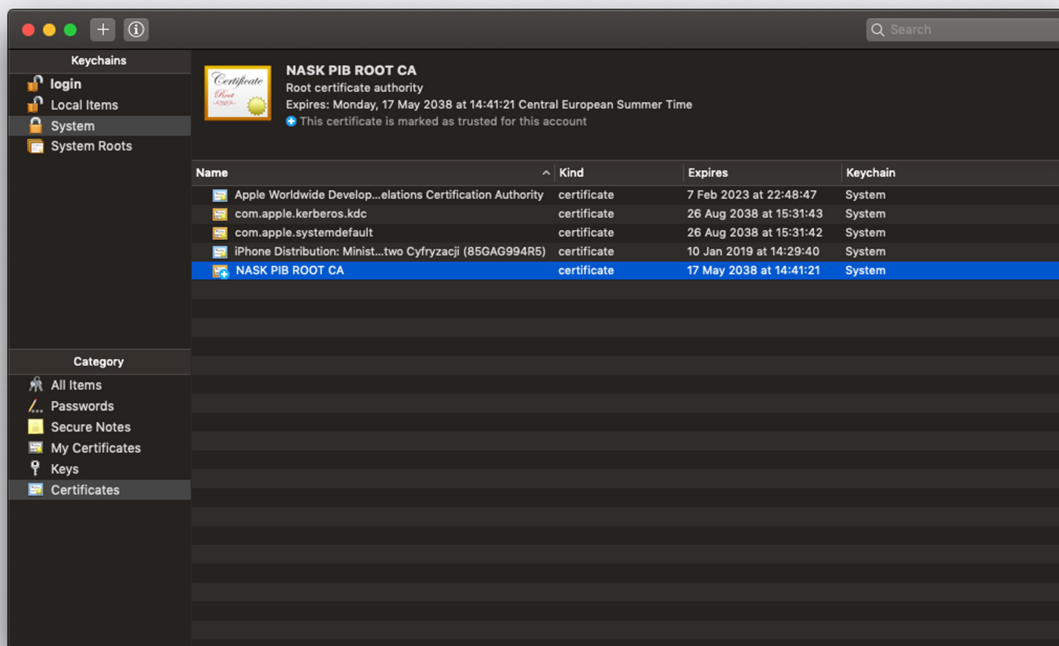 Search
Keychains
login
Local Items
System
System Roots
Certificate
Root
NASK PIB ROOT CA
Root certificate authority
Expires: Monday, 17 May 2038 at 14:41:21 Central European Summer Time
This certificate is marked as trusted for this account
Name Kind Expires Keychain
Apple Worldwide Develop...elations Certification Authority certificate 7 Feb 2023 at 22:48:47 System
com.apple.kerberos.kdc certificate 26 Aug 2038 at 15:31:43 System
com.apple.systemdefault certificate 26 Aug 2038 at 15:31:42 System
iPhone Distribution: Minist...two Cyfryzacji (85GAG994R5) certificate 10 Jan 2019 at 14:29:40 System
NASK PIB ROOT CA certificate 17 May 2038 at 14:41:21 System
Category
All Items
Passwords
Secure Notes
My Certificates
Keys
Certificates